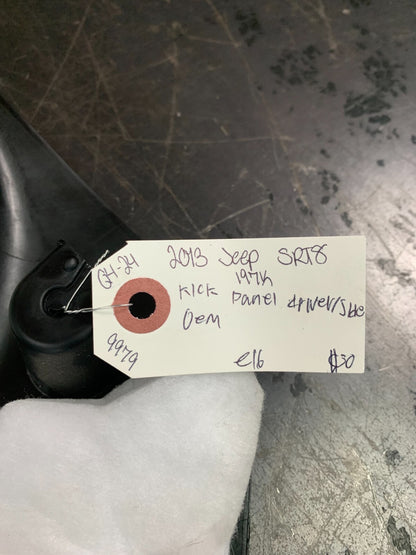 2013 Jeep SRT8
197K
Kick Panel driver/side
Oem
e16
$30
GH-24
9979